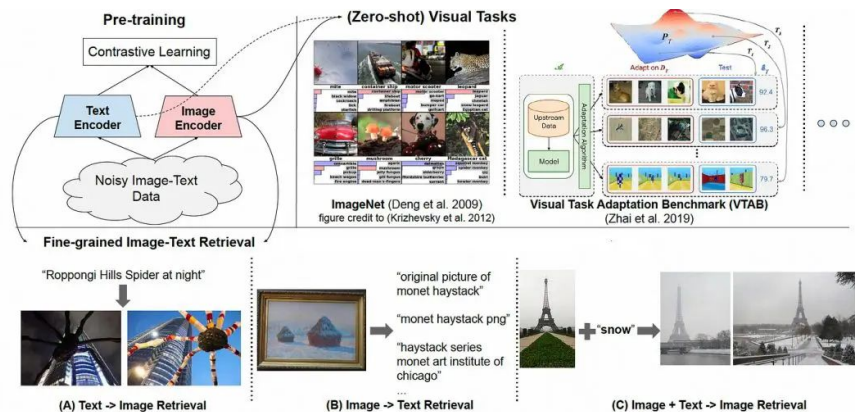 Pre-training
(Zero-shot) Visual Tasks
Contrastive Learning
Text
Encoder
Image
Encoder
Noisy Image-Text
Data
mite
container ship
motor scooter
leopard
grille
mushroom
cherry
Madagascar cat
ImageNet (Deng et al. 2009)
figure credit to (Krizhevsky et al. 2012)
Upstream
Data
Model
Adaptation Algorithm
Adapt on
Test
92.4
96.3
79.7
Visual Task Adaptation Benchmark (VTAB)
(Zhai et al. 2019)
Fine-grained Image-Text Retrieval
“Roppongi Hills Spider at night”
(A) Text -> Image Retrieval
“original picture of
monet haystack”
“monet haystack png”
“haystack series
monet art institute of
chicago”
...
(B) Image -> Text Retrieval
“snow”
(C) Image + Text -> Image Retrieval